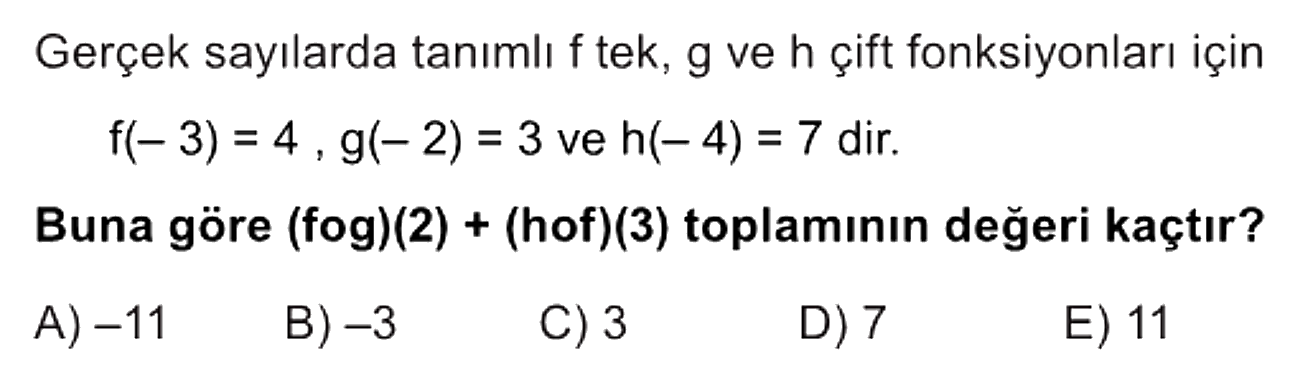 Gerçek sayılarda tanımlı f tek, g ve h çift fonksiyonları için
f(– 3) = 4 , g(– 2) = 3 ve h(– 4) = 7 dir.
Buna göre (fog)(2) + (hof)(3) toplamının değeri kaçtır?
A) –11 B) –3 C) 3 D) 7 E) 11